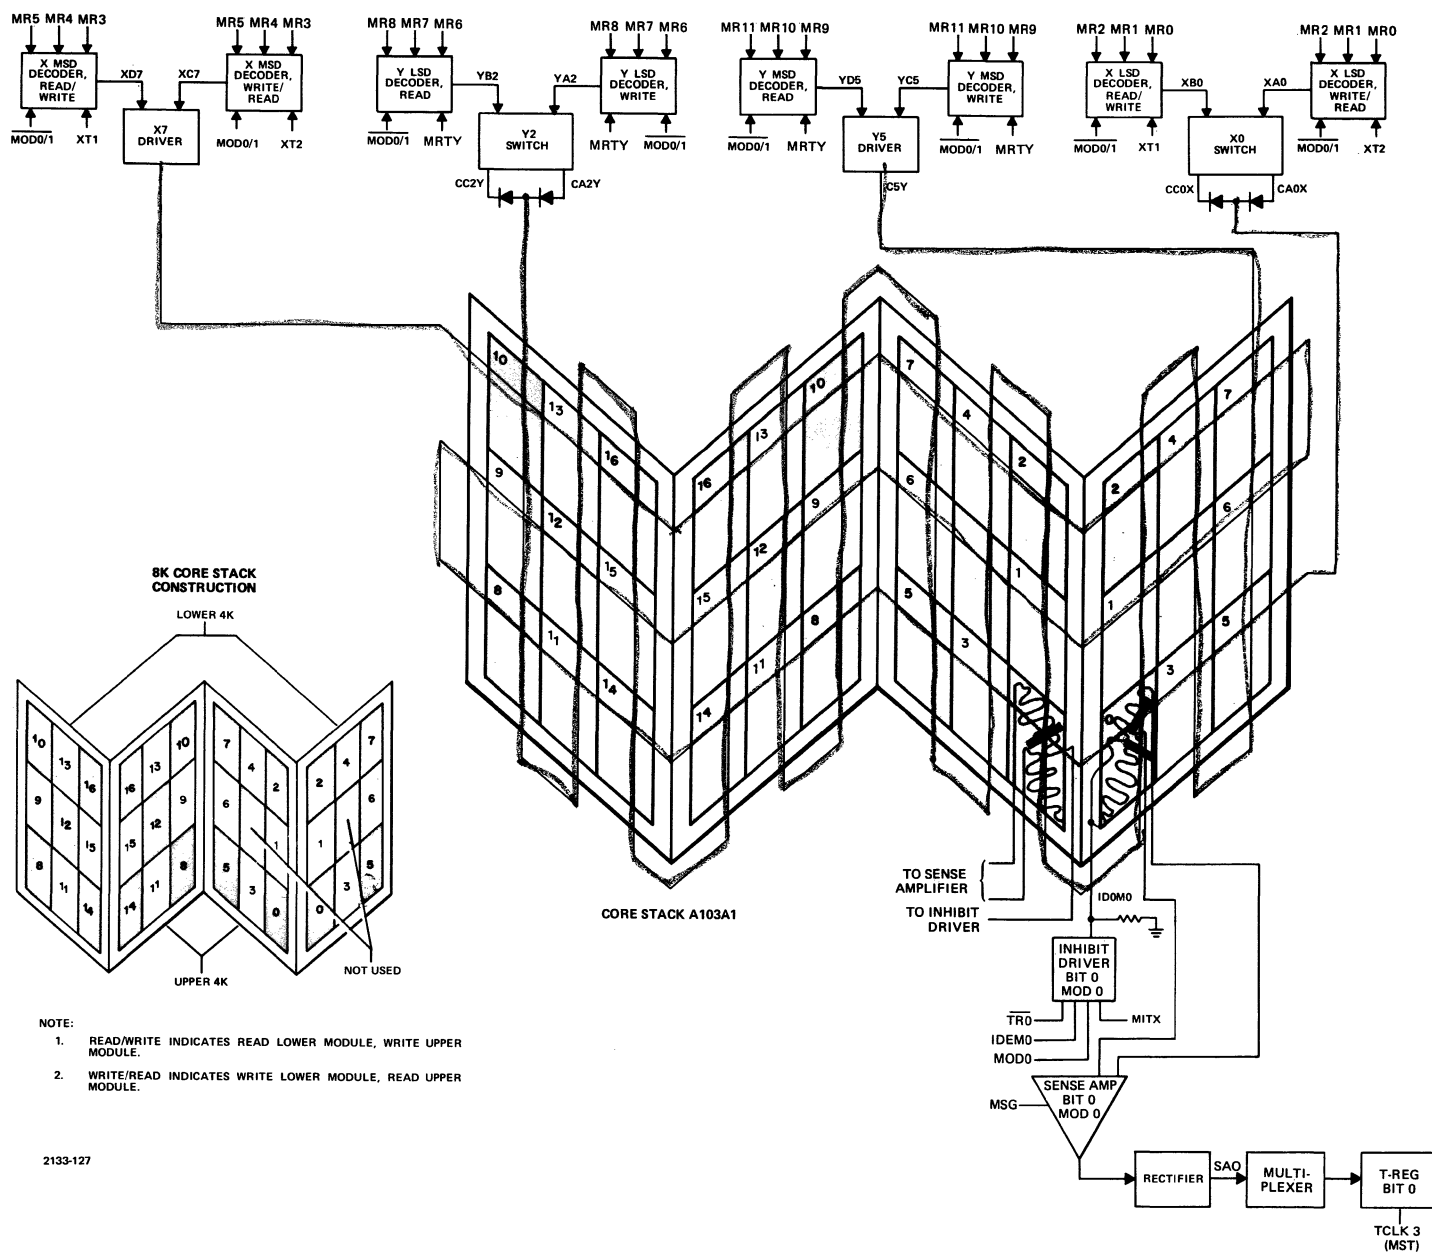 MR5 MR4 MR3
MR5 MR4 MR3
MR8 MR7 MR6
MR8 MR7 MR6
MR11 MR10 MR9
MR11 MR10 MR9
MR2 MR1 MR0
MR2 MR1 MR0
X MSD
DECODER,
READ/
WRITE
XD7
XC7
X MSD
DECODER,
WRITE/
READ
MOD0/1
XT1
X7
DRIVER
MOD0/1
XT2
Y LSD
DECODER,
READ
YB2
YA2
Y LSD
DECODER,
WRITE
MOD0/1
MRTY
Y2
SWITCH
MRTY
MOD0/1
CC2Y
CA2Y
Y MSD
DECODER,
READ
YD5
YC5
Y MSD
DECODER,
WRITE
MOD0/1
MRTY
Y5
DRIVER
MOD0/1
MRTY
C5Y
X LSD
DECODER,
READ/
WRITE
XB0
XA0
X LSD
DECODER,
WRITE/
READ
MOD0/1
XT1
X0
SWITCH
MOD0/1
XT2
CC0X
CA0X
10
13
16
9
12
15
8
11
14
16
13
10
15
12
9
14
11
8
7
4
2
6
1
5
3
2
4
7
1
6
0
3
5
8K CORE STACK
CONSTRUCTION
LOWER 4K
10
13
16
9
12
15
8
11
14
16
13
10
15
12
9
14
11
8
7
4
2
6
1
5
3
0
2
4
7
1
6
0
3
5
UPPER 4K
NOT USED
CORE STACK A103A1
TO SENSE
AMPLIFIER
TO INHIBIT
DRIVER
ID0M0
INHIBIT
DRIVER
BIT 0
MOD 0
TR0
IDEM0
MOD0
MITX
MSG
SENSE AMP
BIT 0
MOD 0
RECTIFIER
SAO
MULTI-
PLEXER
T-REG
BIT 0
TCLK 3
(MST)
NOTE:
1. READ/WRITE INDICATES READ LOWER MODULE, WRITE UPPER
MODULE.
2. WRITE/READ INDICATES WRITE LOWER MODULE, READ UPPER
MODULE.
2133-127